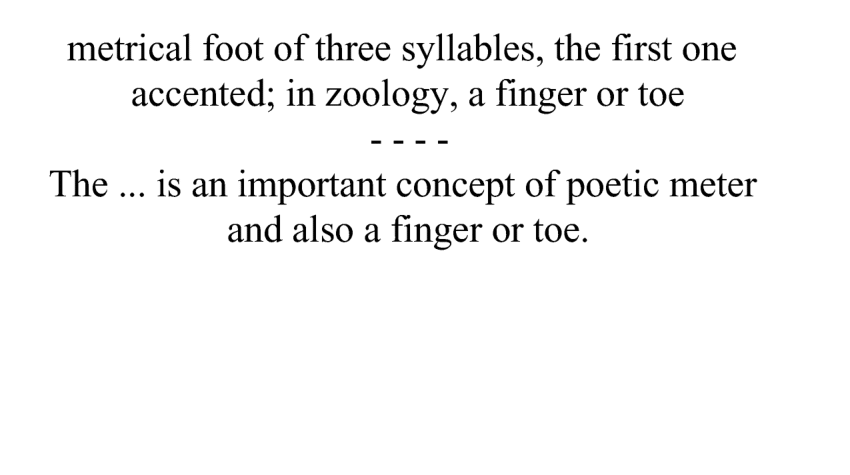 metrical foot of three syllables, the first one
accented; in zoology, a finger or toe
- - - -
The ... is an important concept of poetic meter
and also a finger or toe.